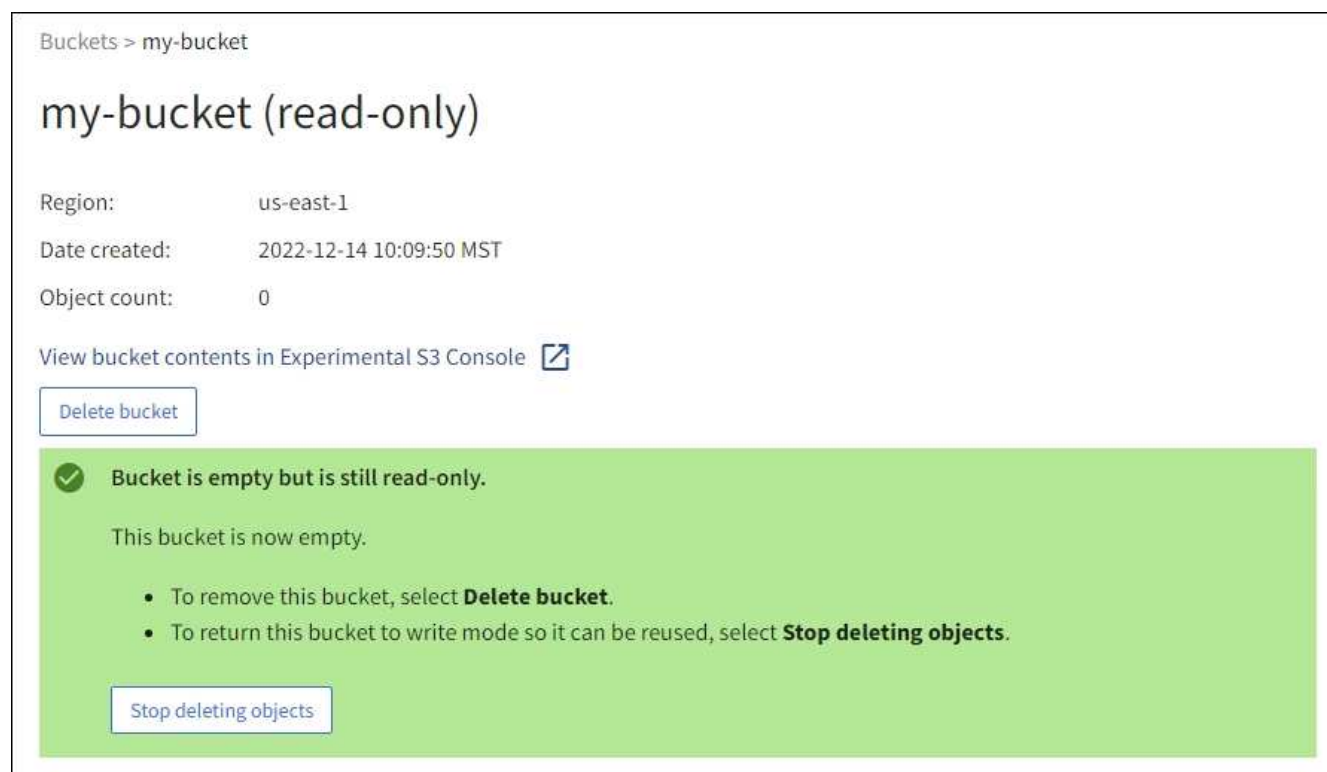 Buckets > my-bucket
my-bucket (read-only)
Region: us-east-1
Date created: 2022-12-14 10:09:50 MST
Object count: 0
View bucket contents in Experimental S3 Console
Delete bucket
Bucket is empty but is still read-only.
This bucket is now empty.
• To remove this bucket, select Delete bucket.
• To return this bucket to write mode so it can be reused, select Stop deleting objects.
Stop deleting objects